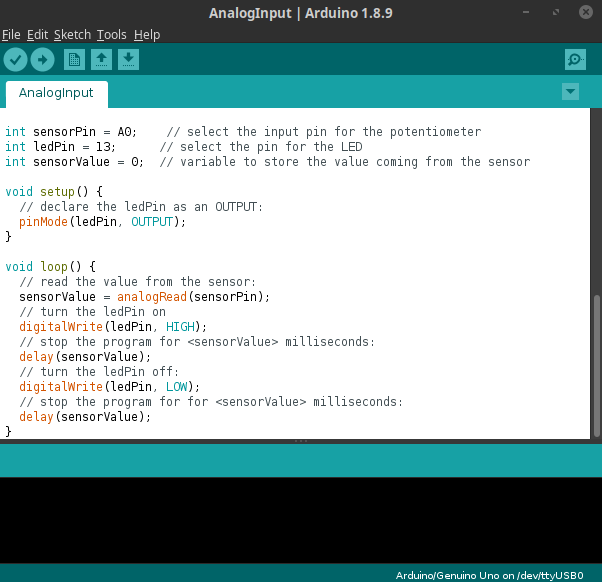 AnalogInput | Arduino 1.8.9
File Edit Sketch Tools Help
AnalogInput
int sensorPin = A0;    // select the input pin for the potentiometer
int ledPin = 13;      // select the pin for the LED
int sensorValue = 0;  // variable to store the value coming from the sensor
void setup() {
  // declare the ledPin as an OUTPUT:
  pinMode(ledPin, OUTPUT);
}
void loop() {
  // read the value from the sensor:
  sensorValue = analogRead(sensorPin);
  // turn the ledPin on
  digitalWrite(ledPin, HIGH);
  // stop the program for <sensorValue> milliseconds:
  delay(sensorValue);
  // turn the ledPin off:
  digitalWrite(ledPin, LOW);
  // stop the program for for <sensorValue> milliseconds:
  delay(sensorValue);
}
Arduino/Genuino Uno on /dev/ttyUSB0